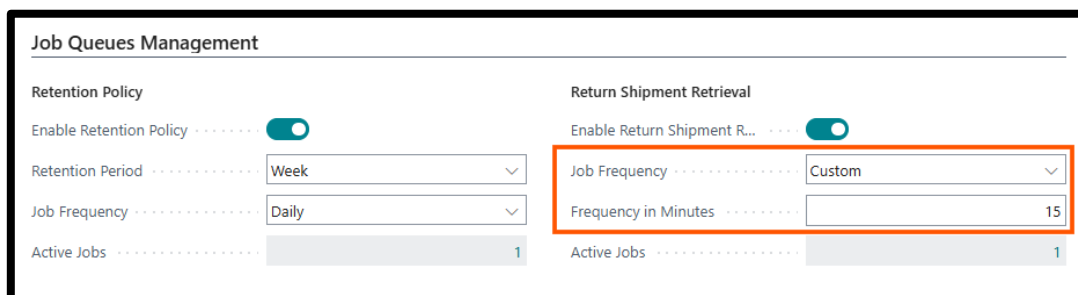 Job Queues Management
Retention Policy
Enable Retention Policy
Retention Period Week
Job Frequency Daily
Active Jobs 1
Return Shipment Retrieval
Enable Return Shipment R...
Job Frequency Custom
Frequency in Minutes 15
Active Jobs 1